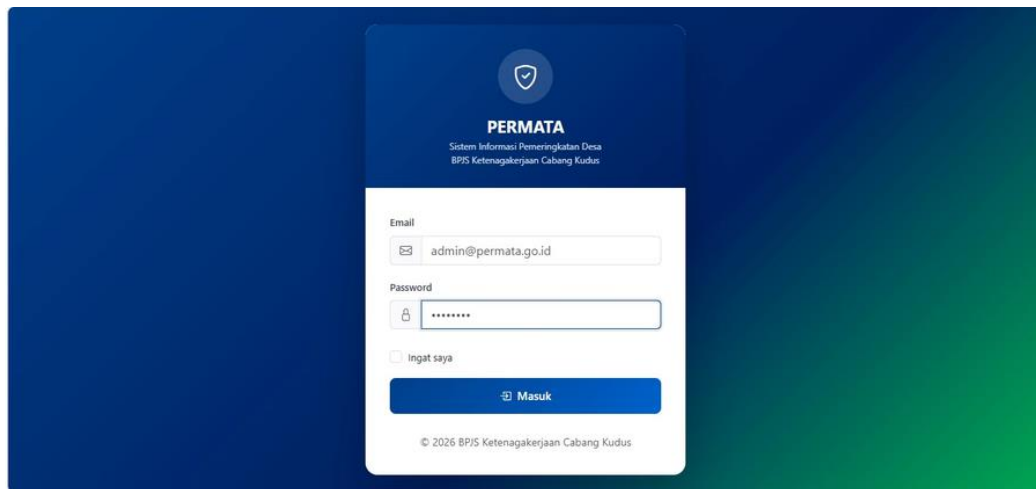 PERMATA
Sistem Informasi Pemeringkatan Desa
BPJS Ketenagakerjaan Cabang Kudus
Email
admin@permata.go.id
Password
••••••••
Ingat saya
Masuk
© 2026 BPJS Ketenagakerjaan Cabang Kudus